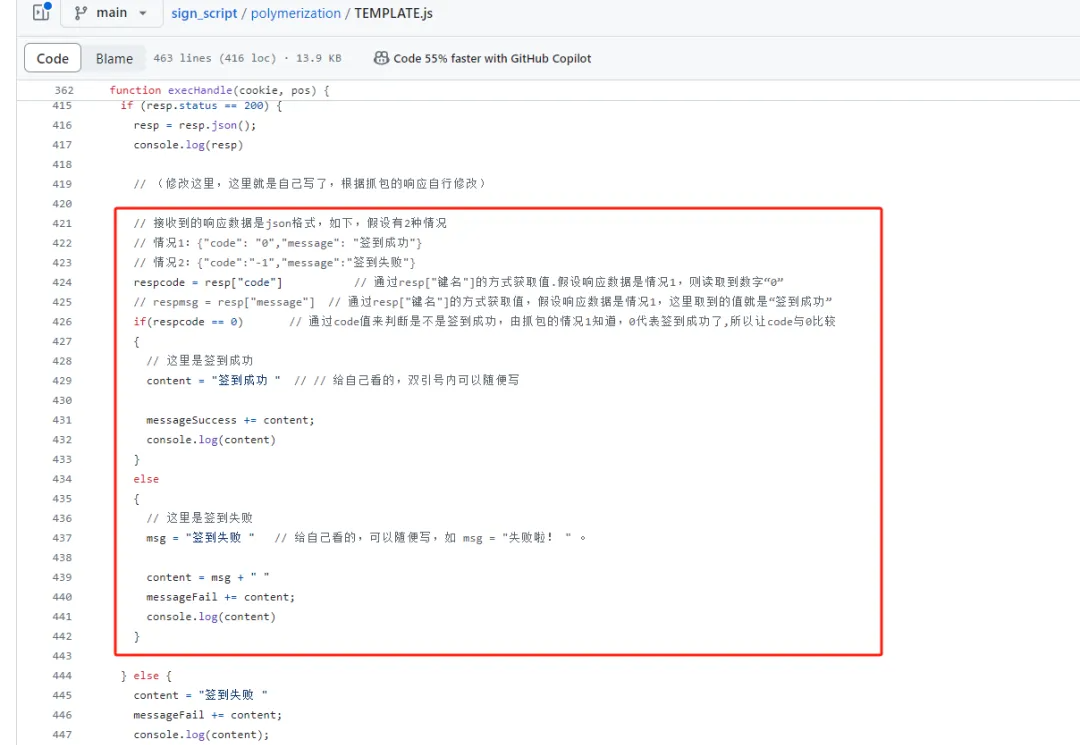 main
sign_script / polymerization / TEMPLATE.js
Code Blame 463 lines (416 loc) · 13.9 KB Code 55% faster with GitHub Copilot
362 function execHandle(cookie, pos) {
415 if (resp.status == 200) {
416 resp = resp.json();
417 console.log(resp)
418
419 // （修改这里，这里就是自己写了，根据抓包的响应自行修改）
420
421 // 接收到的响应数据是json格式，如下，假设有2种情况
422 // 情况1：{"code": "0","message": "签到成功"}
423 // 情况2：{"code":"-1","message":"签到失败"}
424 respcode = resp["code"] // 通过resp["键名"]的方式获取值.假设响应数据是情况1，则读取到数字“0”
425 // respmsg = resp["message"] // 通过resp["键名"]的方式获取值，假设响应数据是情况1，这里取到的值就是“签到成功”
426 if(respcode == 0) // 通过code值来判断是不是签到成功，由抓包的情况1知道，0代表签到成功了,所以让code与0比较
427 {
428 // 这里是签到成功
429 content = "签到成功 " // // 给自己看的，双引号内可以随便写
430
431 messageSuccess += content;
432 console.log(content)
433 }
434 else
435 {
436 // 这里是签到失败
437 msg = "签到失败 " // 给自己看的，可以随便写，如 msg = "失败啦！ " 。
438
439 content = msg + " "
440 messageFail += content;
441 console.log(content)
442 }
443
444 } else {
445 content = "签到失败 "
446 messageFail += content;
447 console.log(content);